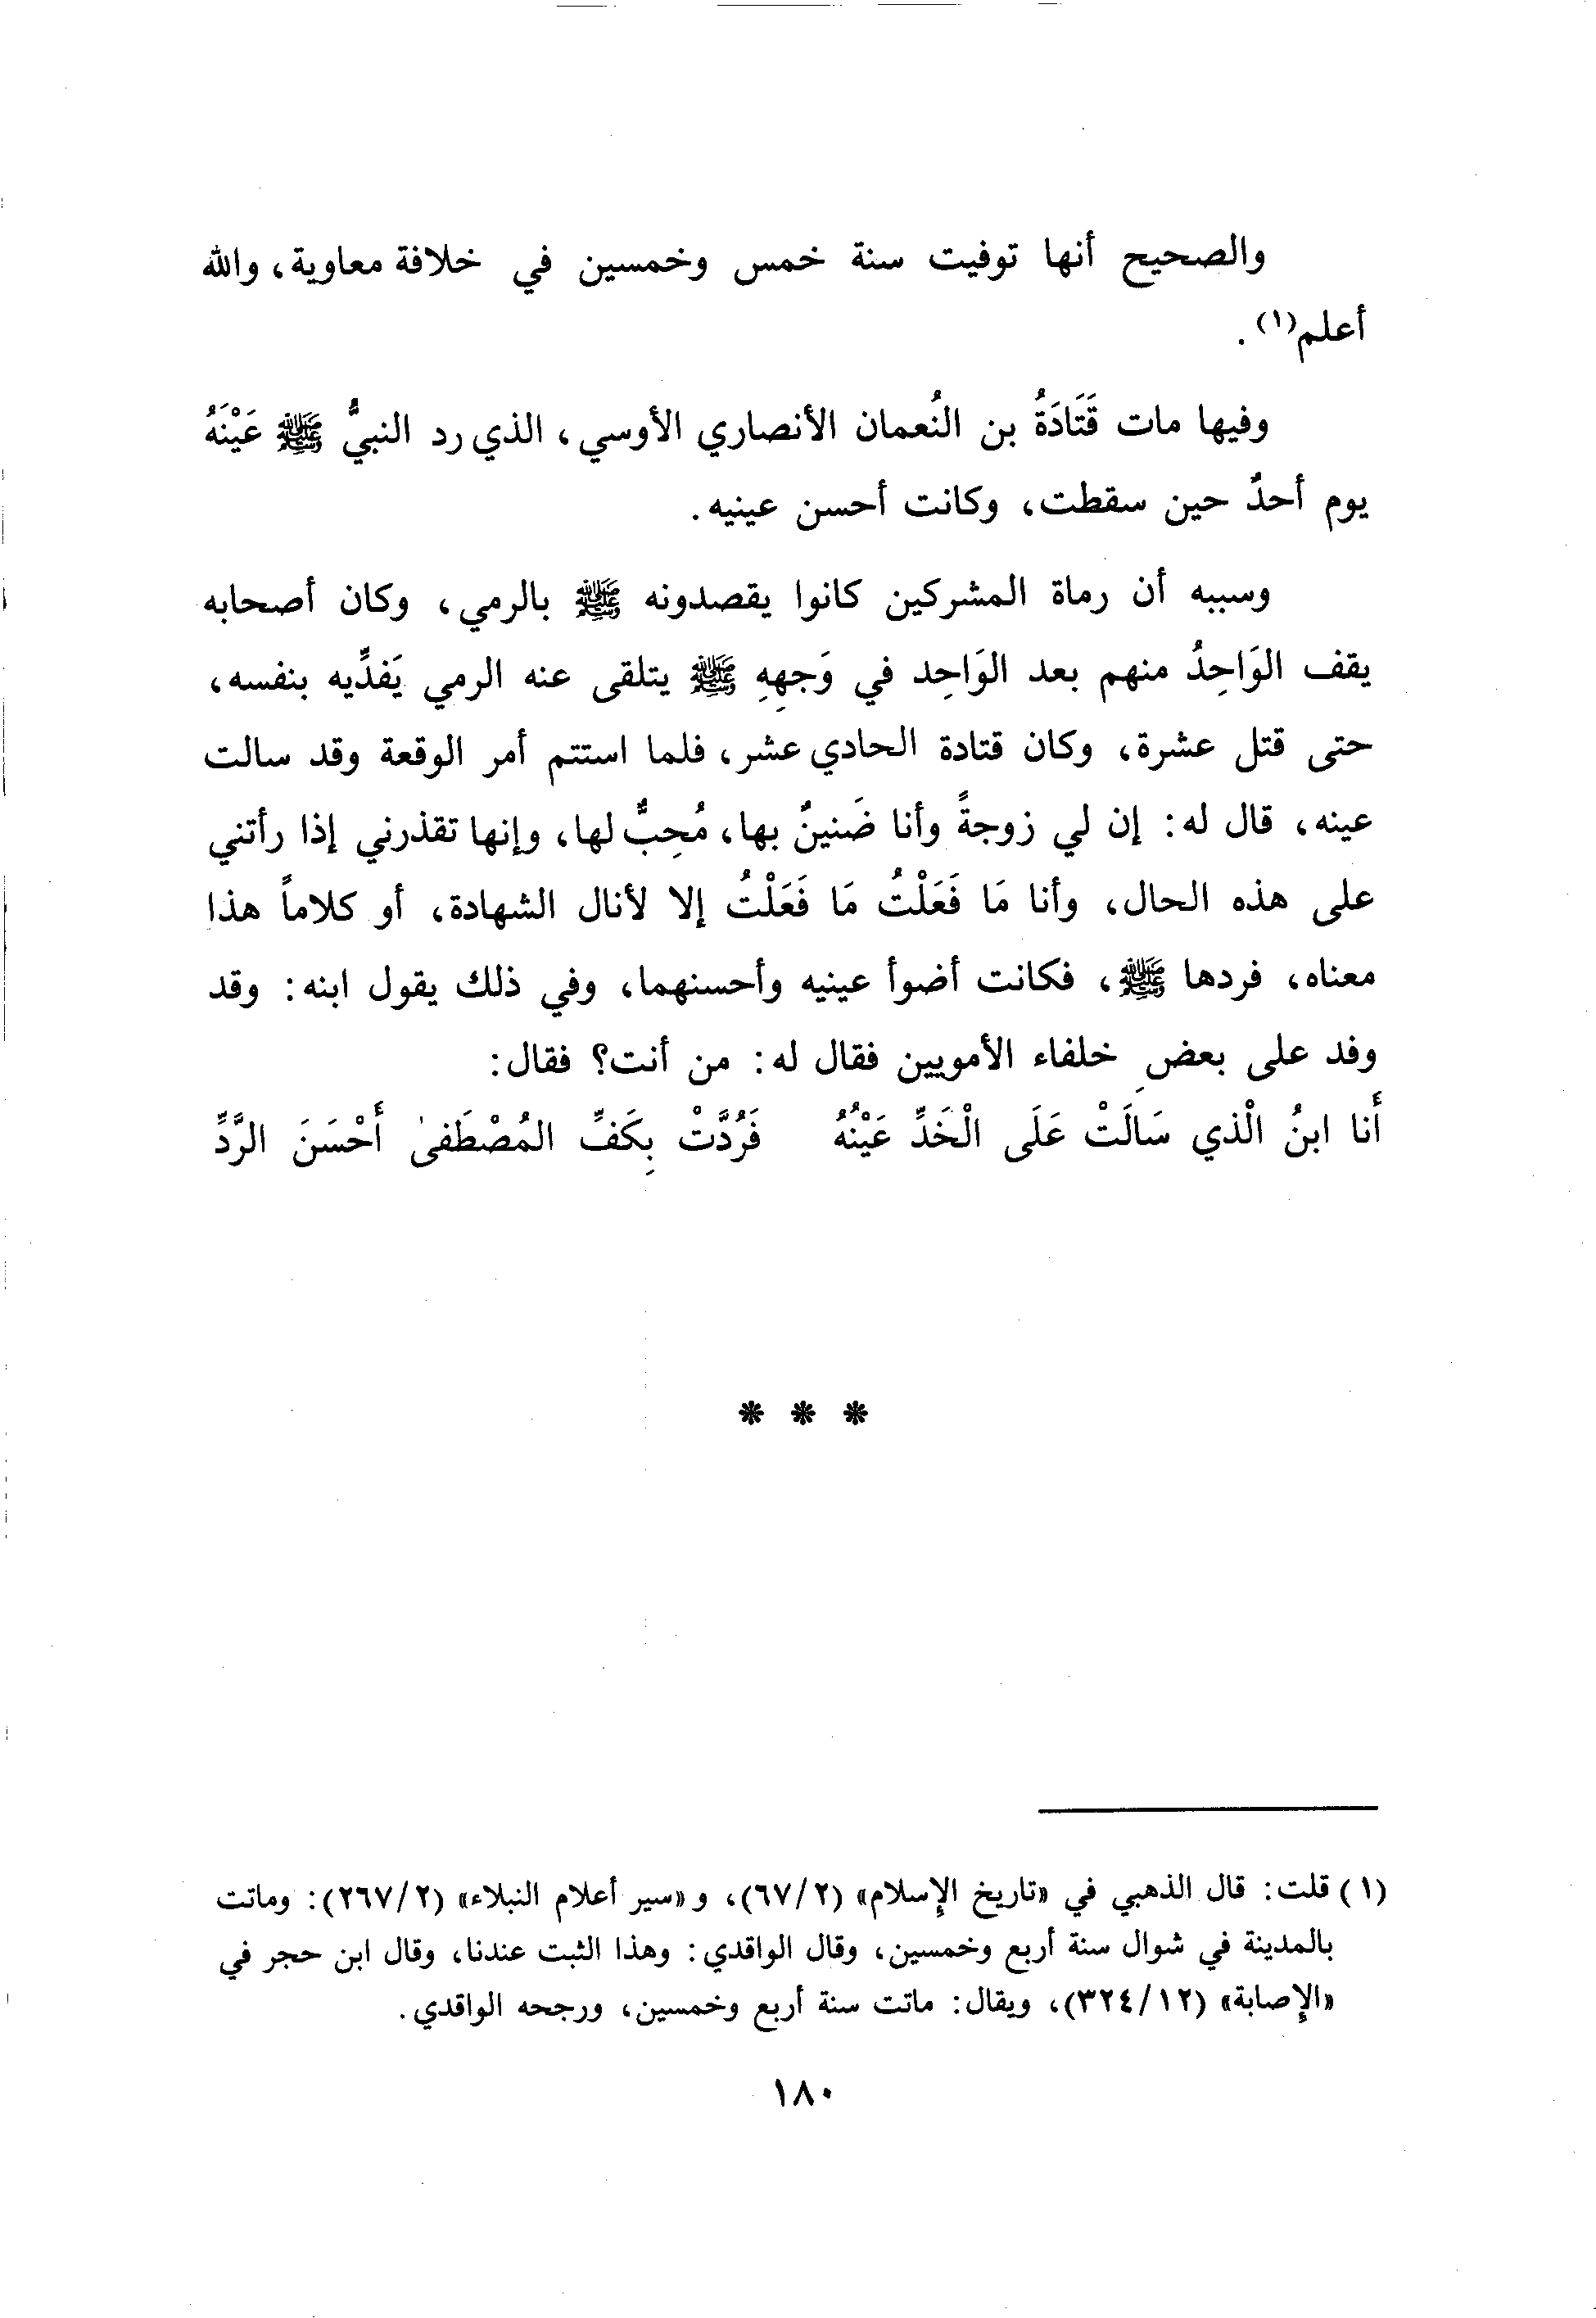 والصحيح أنها توفيت سنة خمس وخمسين في خلافة معاوية، والله
أعلم(١).
وفيها مات قَتَادَةُ بن النُعمان الأنصاري الأوسي، الذي رد النبيُّ ﷺ عَيْنَهُ
يوم أحدٌ حين سقطت، وكانت أحسن عينيه.
وسببه أن رماة المشركين كانوا يقصدونه ﷺ بالرمي، وكان أصحابه
يقف الوَاحِدُ منهم بعد الوَاحِد في وَجهِهِ ﷺ يتلقى عنه الرمي يَفدِّيه بنفسه،
حتى قتل عشرة، وكان قتادة الحادي عشر، فلما استتم أمر الوقعة وقد سالت
عينه، قال له: إن لي زوجةً وأنا ضَنينٌ بها، مُحِبٌّ لها، وإنها تقذرني إذا رأتني
على هذه الحال، وأنا مَا فَعَلْتُ مَا فَعَلْتُ إلا لأنال الشهادة، أو كلاماً هذا
معناه، فردها ﷺ، فكانت أضوأ عينيه وأحسنهما، وفي ذلك يقول ابنه: وقد
وفد على بعضِ خلفاء الأمويين فقال له: من أنت؟ فقال:
أَنا ابنُ الْذي سَالَتْ عَلَى الْخَدِّ عَيْنُهُ فَرُدَّتْ بِكَفِّ المُصْطَفىٰ أَحْسَنَ الرَّدِّ
* * *
(١) قلت: قال الذهبي في «تاريخ الإسلام» (٢/ ٦٧)، و «سير أعلام النبلاء» (٢/ ٢٦٧): وماتت
بالمدينة في شوال سنة أربع وخمسين، وقال الواقدي: وهذا الثبت عندنا، وقال ابن حجر في
«الإصابة» (١٢/ ٣٢٤)، ويقال: ماتت سنة أربع وخمسين، ورجحه الواقدي.
١٨٠